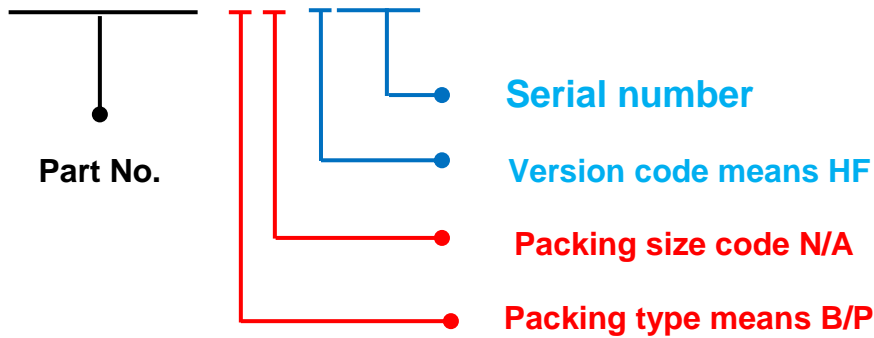 Serial number
Part No.
Version code means HF
Packing size code N/A
Packing type means B/P